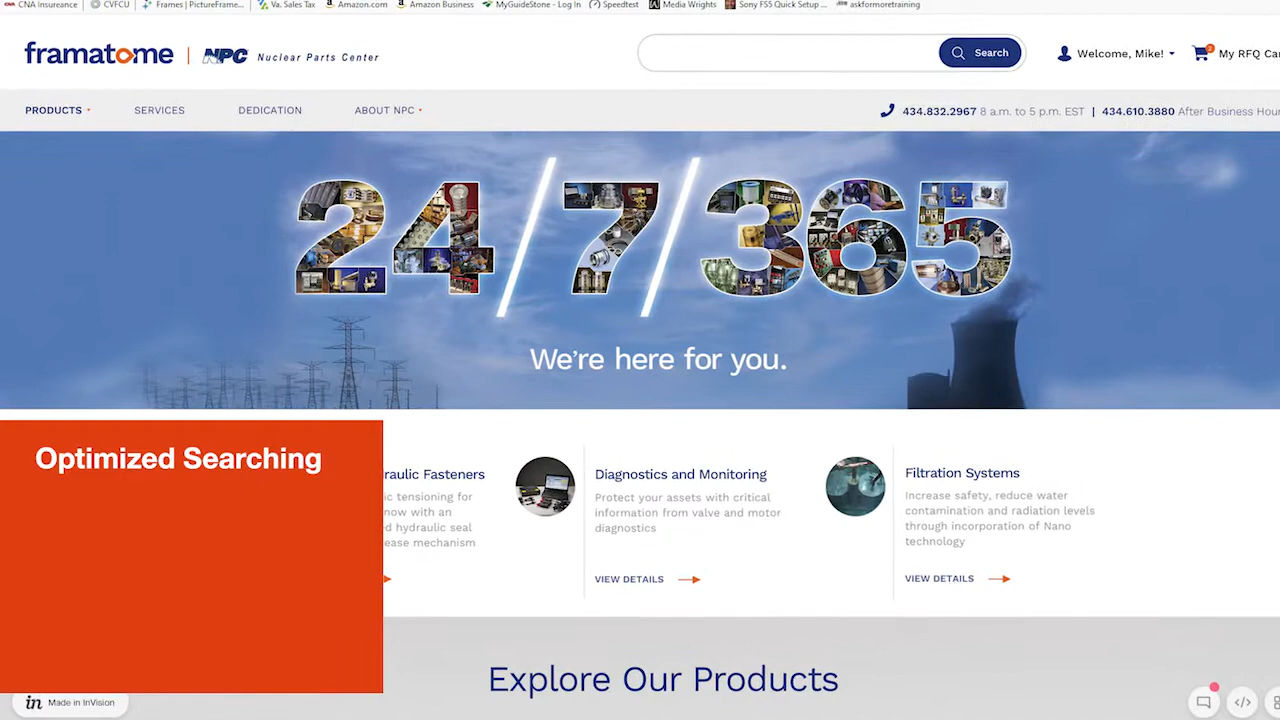 CNA Insurance CVFCU Frames | PictureFrame... Va. Sales Tax Amazon.com Amazon Business MyGuideStone - Log In Speedtest Media Wrights Sony FS5 Quick Setup ... askformoretraining
framatome | NPC Nuclear Parts Center
Search
Welcome, Mike!
2
My RFQ Car
PRODUCTS
SERVICES
DEDICATION
ABOUT NPC
434.832.2967 8 a.m. to 5 p.m. EST | 434.610.3880 After Business Hour
24/7/365
We're here for you.
Optimized Searching
raulic Fasteners
ic tensioning for
now with an
ed hydraulic seal
ease mechanism
Diagnostics and Monitoring
Protect your assets with critical
information from valve and motor
diagnostics
VIEW DETAILS
Filtration Systems
Increase safety, reduce water
contamination and radiation levels
through incorporation of Nano
technology
VIEW DETAILS
Explore Our Products
in Made in InVision